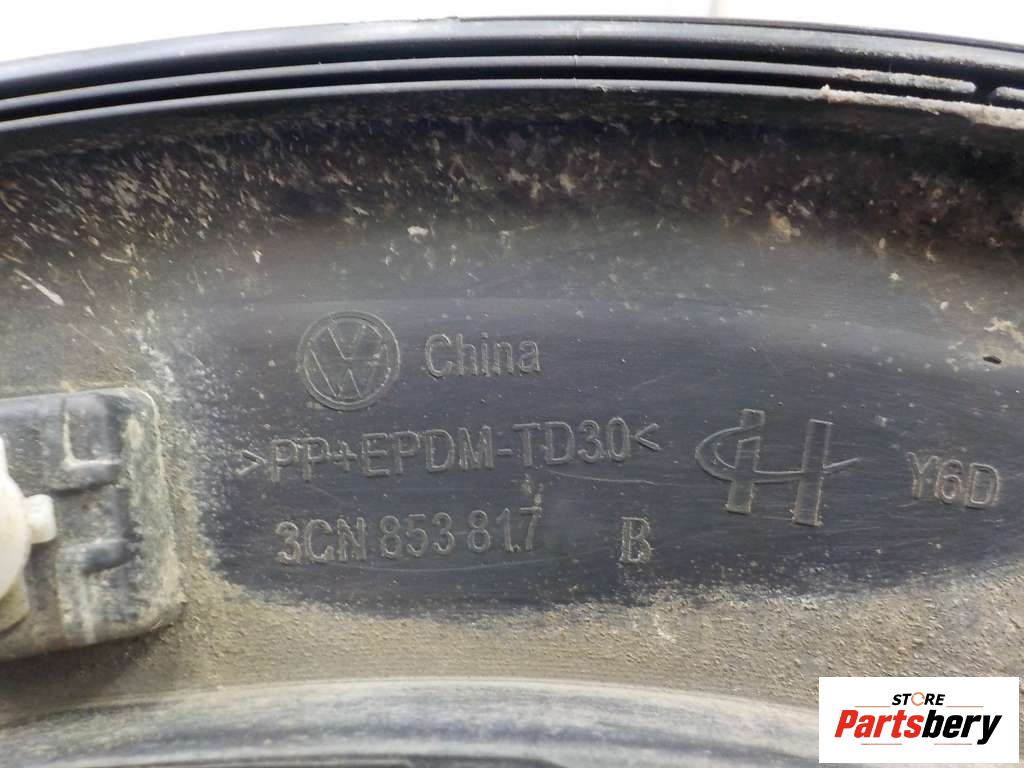 China
>PP+EPDM-TD30<
Y6D
3CN 853 817 B
STORE
Partsbery